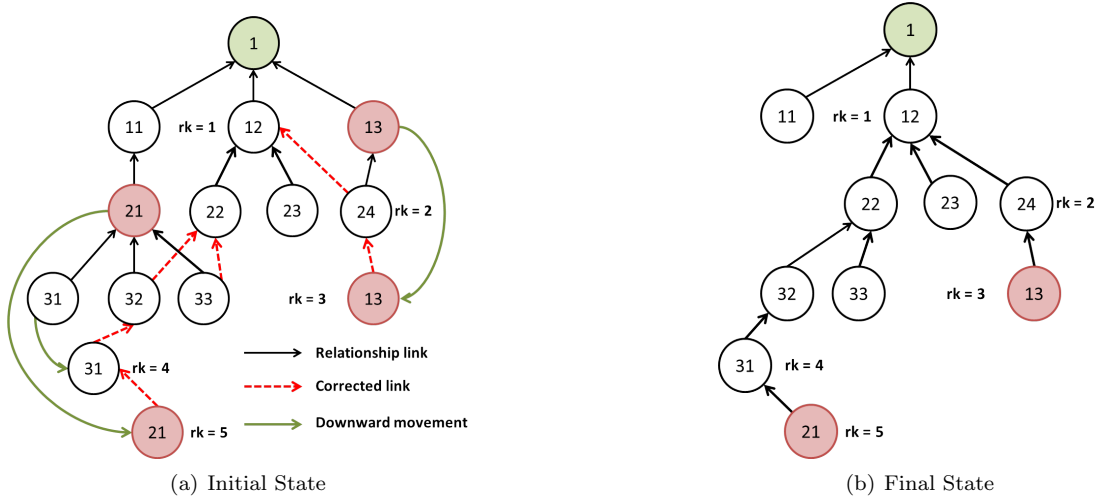 1
11
rk = 1
12
13
21
22
23
24
rk = 2
31
32
33
rk = 3
13
31
rk = 4
21
rk = 5
Relationship link
Corrected link
Downward movement
(a) Initial State
1
11
rk = 1
12
22
23
24
rk = 2
32
33
rk = 3
13
31
rk = 4
21
rk = 5
(b) Final State